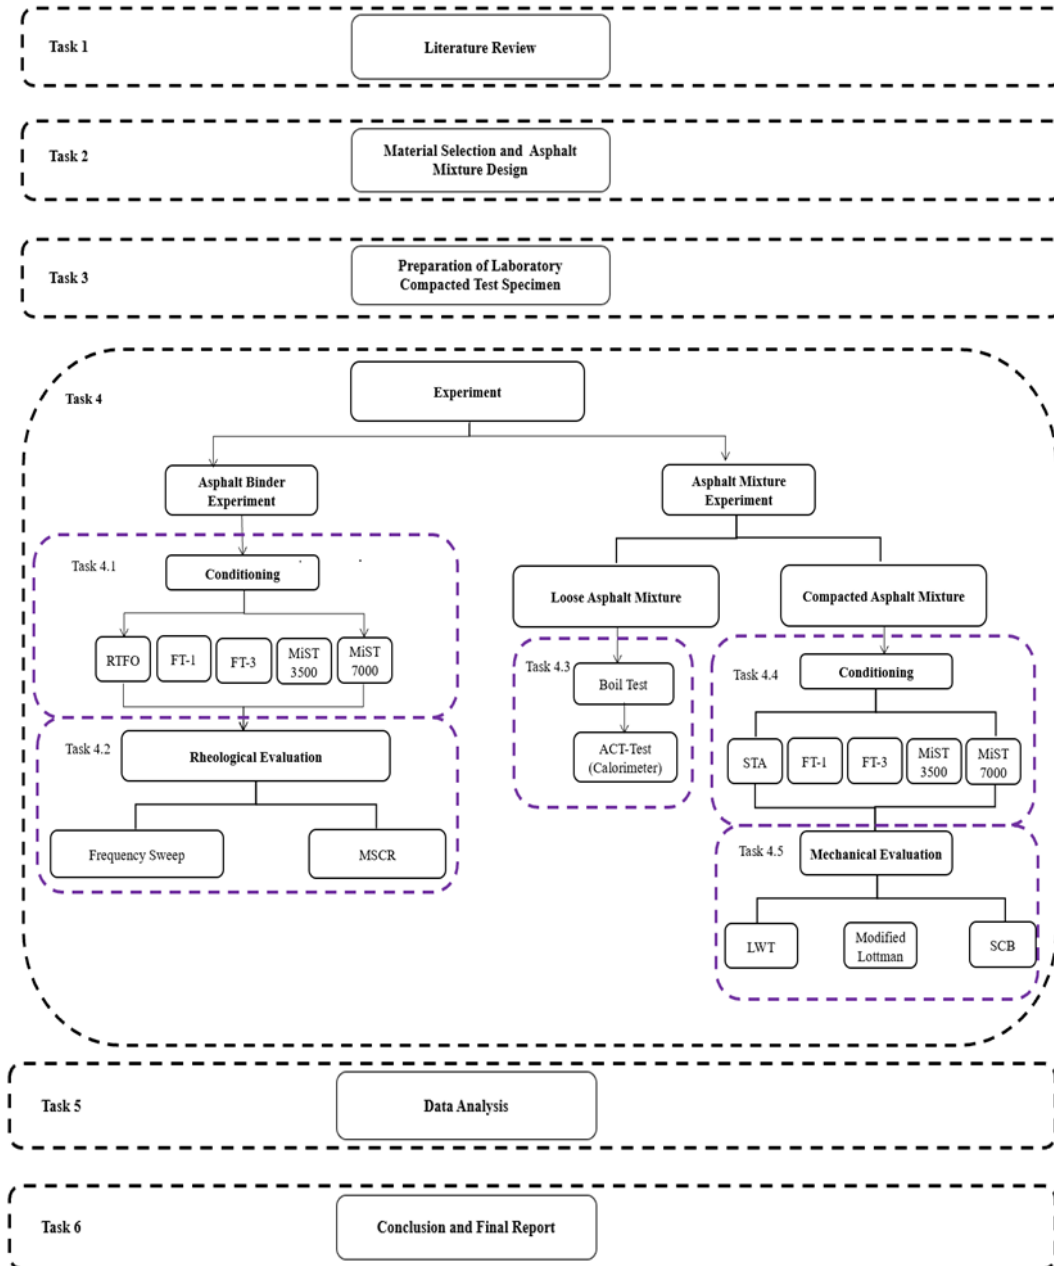 Task 1
Literature Review
Task 2
Material Selection and Asphalt
Mixture Design
Task 3
Preparation of Laboratory
Compacted Test Specimen
Task 4
Experiment
Asphalt Binder
Experiment
Asphalt Mixture
Experiment
Task 4.1
Conditioning
RTFO
FT-1
FT-3
MiST
3500
MiST
7000
Task 4.2
Rheological Evaluation
Frequency Sweep
MSCR
Loose Asphalt Mixture
Compacted Asphalt Mixture
Task 4.3
Boil Test
ACT-Test
(Calorimeter)
Task 4.4
Conditioning
STA
FT-1
FT-3
MiST
3500
MiST
7000
Task 4.5
Mechanical Evaluation
LWT
Modified
Lottman
SCB
Task 5
Data Analysis
Task 6
Conclusion and Final Report